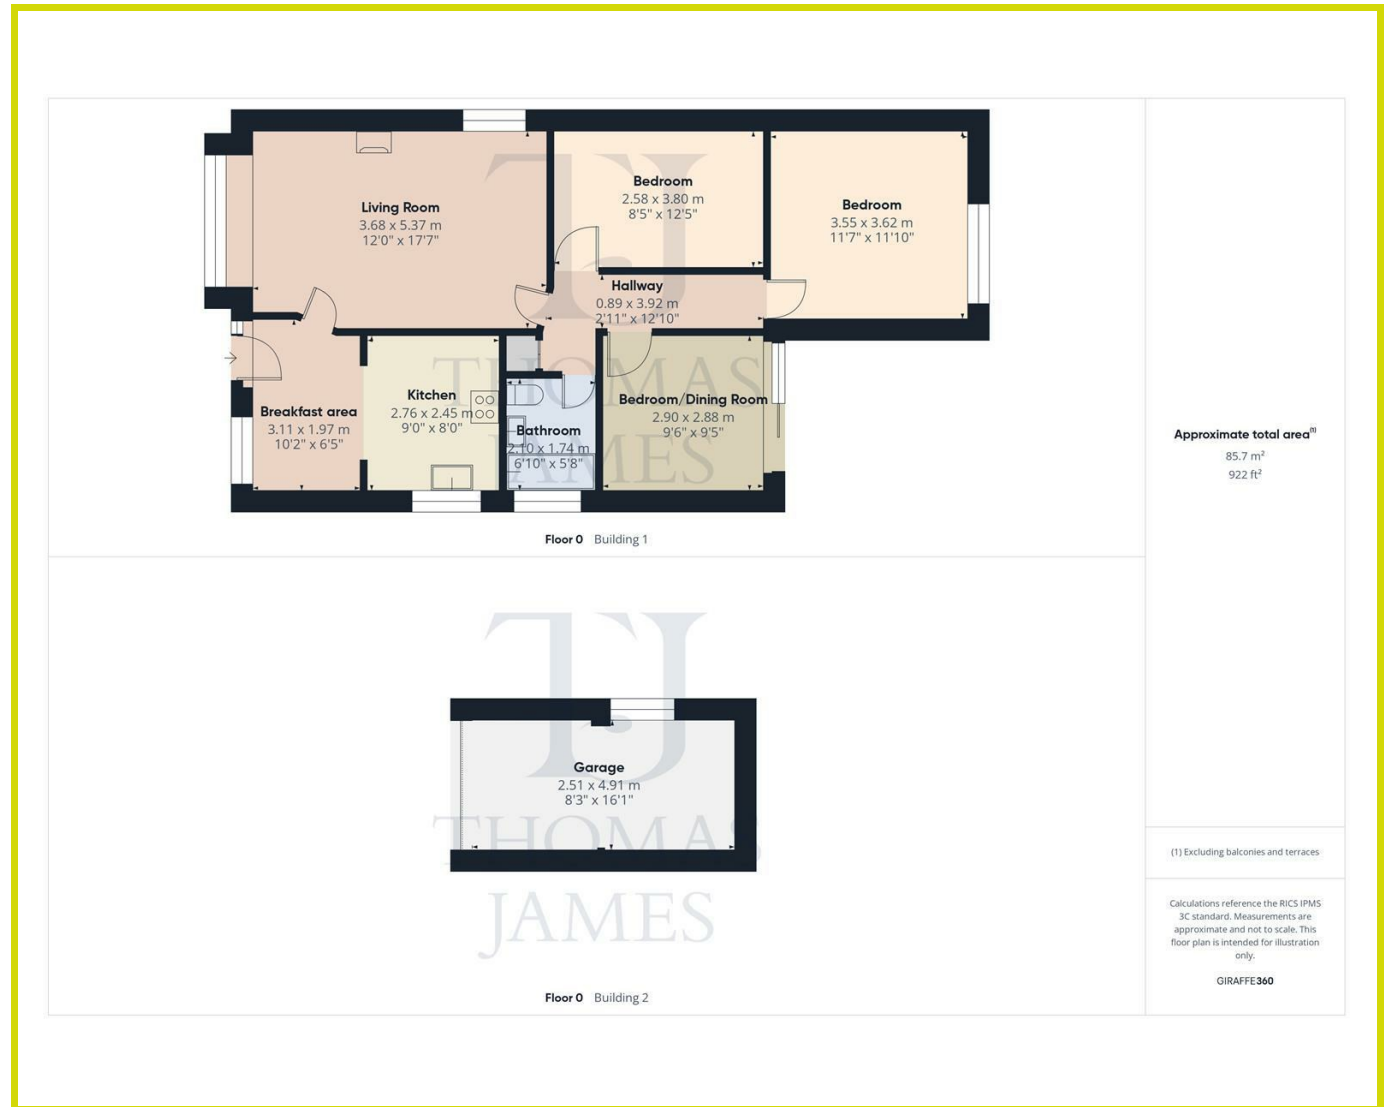 Living Room
3.68 x 5.37 m
12'0" x 17'7"
Bedroom
2.58 x 3.80 m
8'5" x 12'5"
Bedroom
3.55 x 3.62 m
11'7" x 11'10"
Hallway
0.89 x 3.92 m
2'11" x 12'10"
Breakfast area
3.11 x 1.97 m
10'2" x 6'5"
Kitchen
2.76 x 2.45 m
9'0" x 8'0"
Bathroom
2.10 x 1.74 m
6'10" x 5'8"
Bedroom/Dining Room
2.90 x 2.88 m
9'6" x 9'5"
TJ
THOMAS
JAMES
Floor 0 Building 1
Garage
2.51 x 4.91 m
8'3" x 16'1"
TJ
THOMAS
JAMES
Floor 0 Building 2
Approximate total area(1)
85.7 m²
922 ft²
(1) Excluding balconies and terraces
Calculations reference the RICS IPMS
3C standard. Measurements are
approximate and not to scale. This
floor plan is intended for illustration
only.
GIRAFFE360